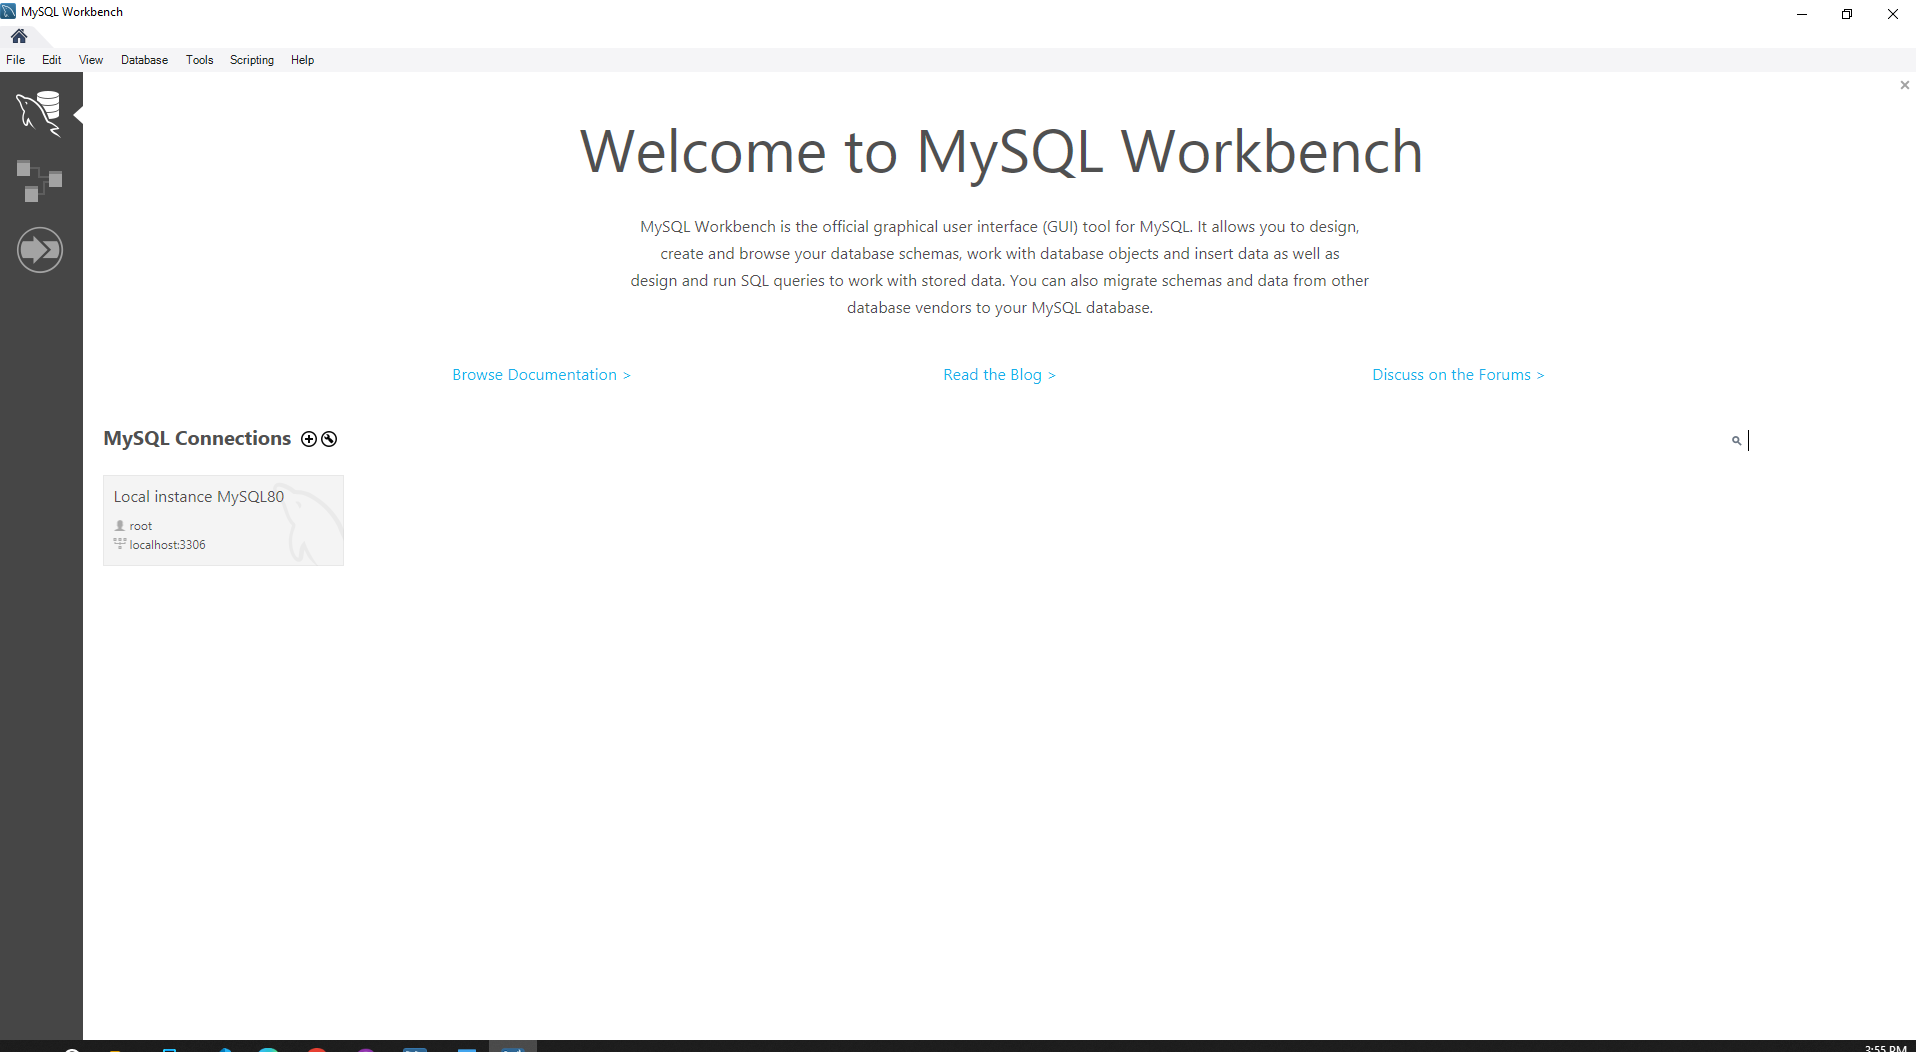 MySQL Workbench
File Edit View Database Tools Scripting Help
Welcome to MySQL Workbench
MySQL Workbench is the official graphical user interface (GUI) tool for MySQL. It allows you to design,
create and browse your database schemas, work with database objects and insert data as well as
design and run SQL queries to work with stored data. You can also migrate schemas and data from other
database vendors to your MySQL database.
Browse Documentation > Read the Blog > Discuss on the Forums >
MySQL Connections
Local instance MySQL80
root
localhost:3306
3:55 PM